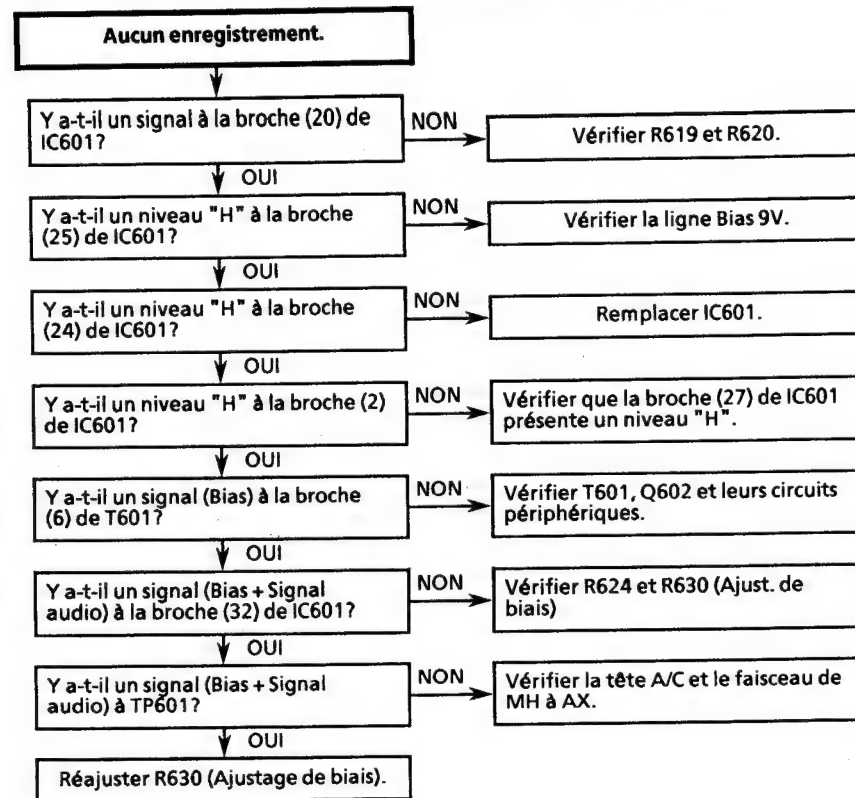 Aucun enregistrement.
Y a-t-il un signal à la broche (20) de
IC601?
NON
Vérifier R619 et R620.
OUI
Y a-t-il un niveau "H" à la broche
(25) de IC601?
NON
Vérifier la ligne Bias 9V.
OUI
Y a-t-il un niveau "H" à la broche
(24) de IC601?
NON
Remplacer IC601.
OUI
Y a-t-il un niveau "H" à la broche (2)
de IC601?
NON
Vérifier que la broche (27) de IC601
présente un niveau "H".
OUI
Y a-t-il un signal (Bias) à la broche
(6) de T601?
NON
Vérifier T601, Q602 et leurs circuits
périphériques.
OUI
Y a-t-il un signal (Bias + Signal
audio) à la broche (32) de IC601?
NON
Vérifier R624 et R630 (Ajust. de
biais)
OUI
Y a-t-il un signal (Bias + Signal
audio) à TP601?
NON
Vérifier la tête A/C et le faisceau de
MH à AX.
OUI
Réajuster R630 (Ajustage de biais).